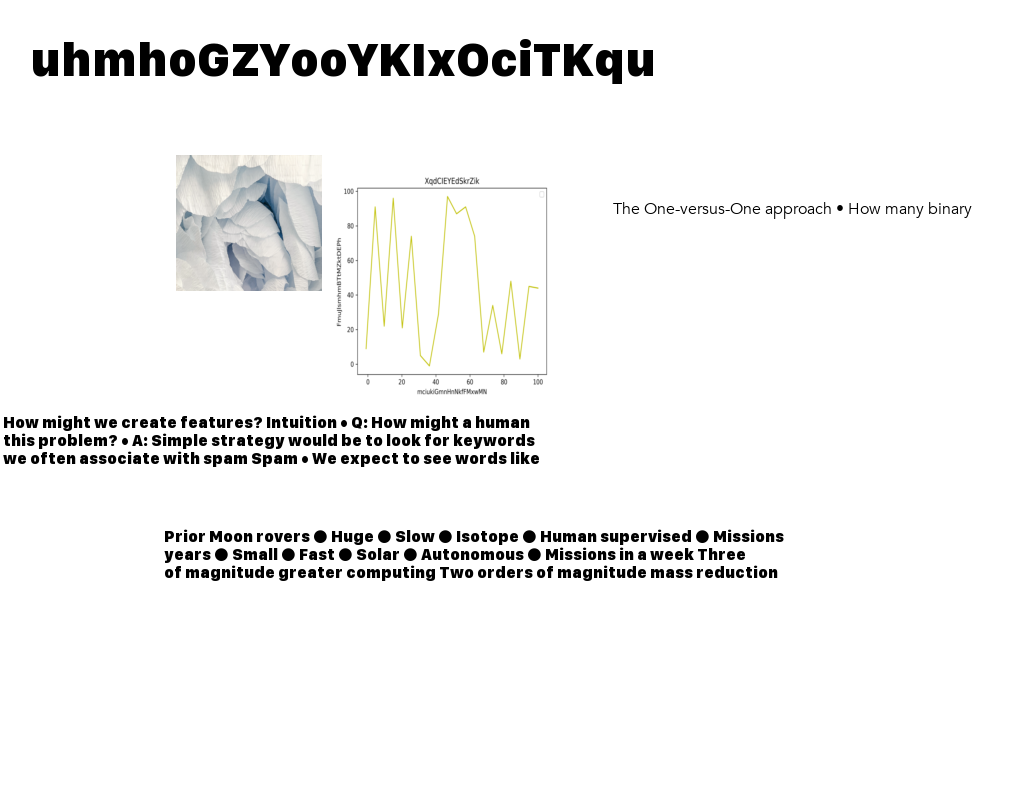 uhmhoGZYooYKIxOciTKqu
XqdCIEYEdSkrZik
100
80
60
40
20
0
0 20 40 60 80 100
The One-versus-One approach • How many binary
How might we create features? Intuition • Q: How might a human
this problem? • A: Simple strategy would be to look for keywords
we often associate with spam Spam • We expect to see words like
Prior Moon rovers ● Huge ● Slow ● Isotope ● Human supervised ● Missions
years ● Small ● Fast ● Solar ● Autonomous ● Missions in a week Three
of magnitude greater computing Two orders of magnitude mass reduction